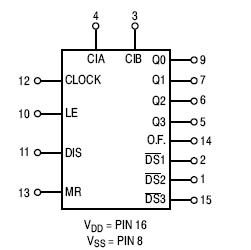 4 3
CIA CIB
12 CLOCK Q0 9
Q1 7
10 LE Q2 6
Q3 5
11 DIS O.F. 14
DS1 2
DS2 1
13 MR DS3 15
VDD = PIN 16
VSS = PIN 8